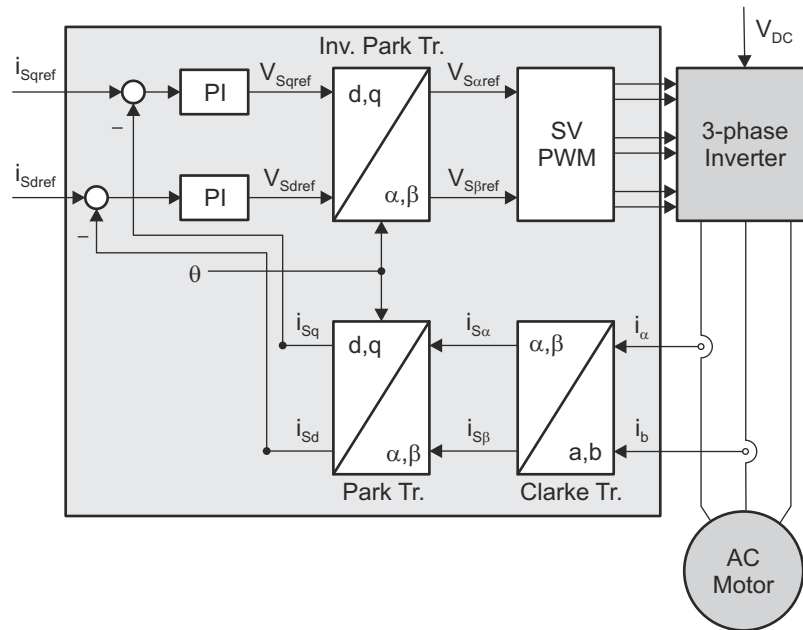 Inv. Park Tr.
V_DC
i_Sqref
PI
V_Sqref
d,q
V_Sαref
SV
PWM
3-phase
Inverter
−
i_Sdref
PI
V_Sdref
α,β
V_Sβref
−
θ
i_Sq
d,q
i_Sα
α,β
i_α
i_Sd
α,β
i_Sβ
a,b
i_b
Park Tr.
Clarke Tr.
AC
Motor